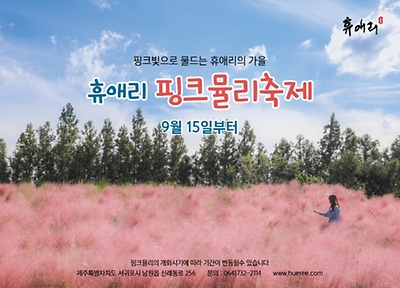 휴애리
핑크빛으로 물드는 휴애리의 가을
휴애리 핑크뮬리축제
9월 15일부터
핑크뮬리의 개화시기에 따라 기간이 변동될수 있습니다
제주특별자치도 서귀포시 남원읍 신례동로 256 문의 : 064)732-2114 www.hueree.com